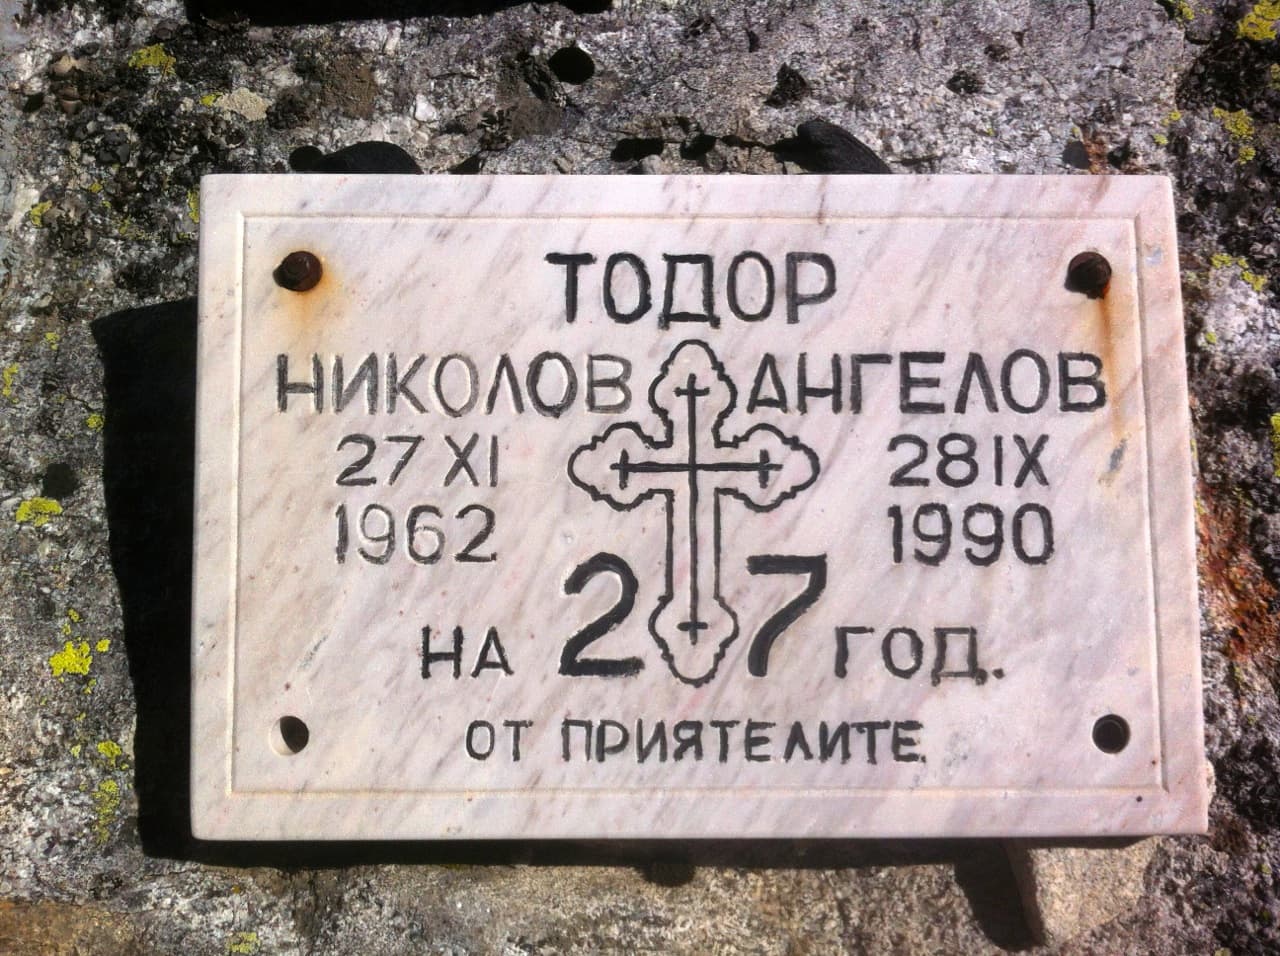 ТОДОР
НИКОЛОВ АНГЕЛОВ
27 XI 28 IX
1962 1990
НА 27 ГОД.
ОТ ПРИЯТЕЛИТЕ